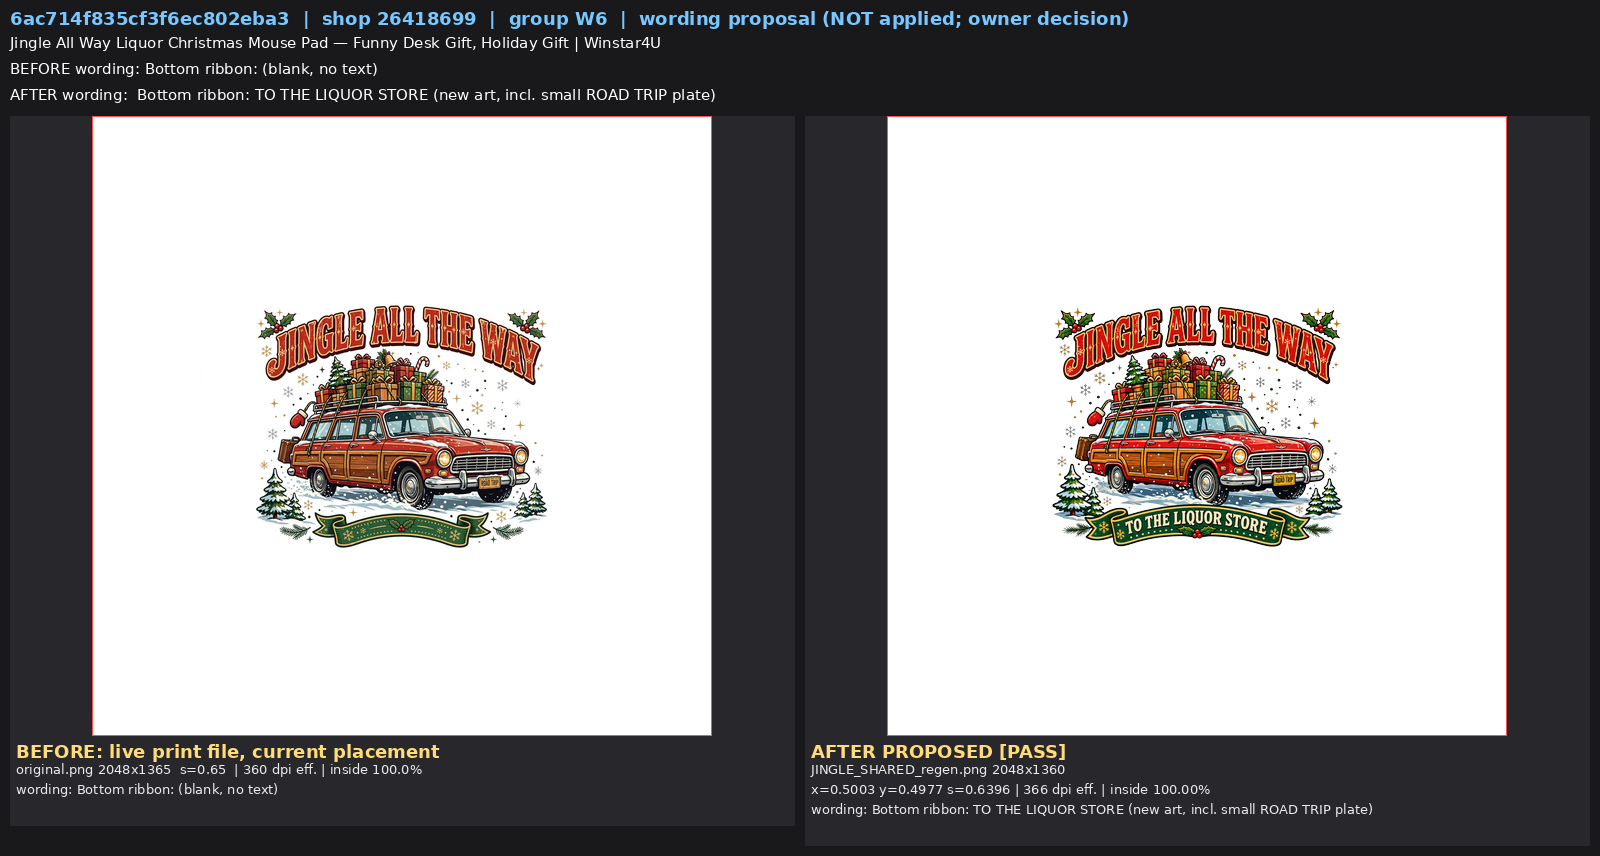 6ac714f835cf3f6ec802eba3 | shop 26418699 | group W6 | wording proposal (NOT applied; owner decision)
Jingle All Way Liquor Christmas Mouse Pad — Funny Desk Gift, Holiday Gift | Winstar4U
BEFORE wording: Bottom ribbon: (blank, no text)
AFTER wording: Bottom ribbon: TO THE LIQUOR STORE (new art, incl. small ROAD TRIP plate)
JINGLE ALL THE WAY
ROAD TRIP
JINGLE ALL THE WAY
ROAD TRIP
TO THE LIQUOR STORE
BEFORE: live print file, current placement
original.png 2048x1365 s=0.65 | 360 dpi eff. | inside 100.0%
wording: Bottom ribbon: (blank, no text)
AFTER PROPOSED [PASS]
JINGLE_SHARED_regen.png 2048x1360
x=0.5003 y=0.4977 s=0.6396 | 366 dpi eff. | inside 100.00%
wording: Bottom ribbon: TO THE LIQUOR STORE (new art, incl. small ROAD TRIP plate)